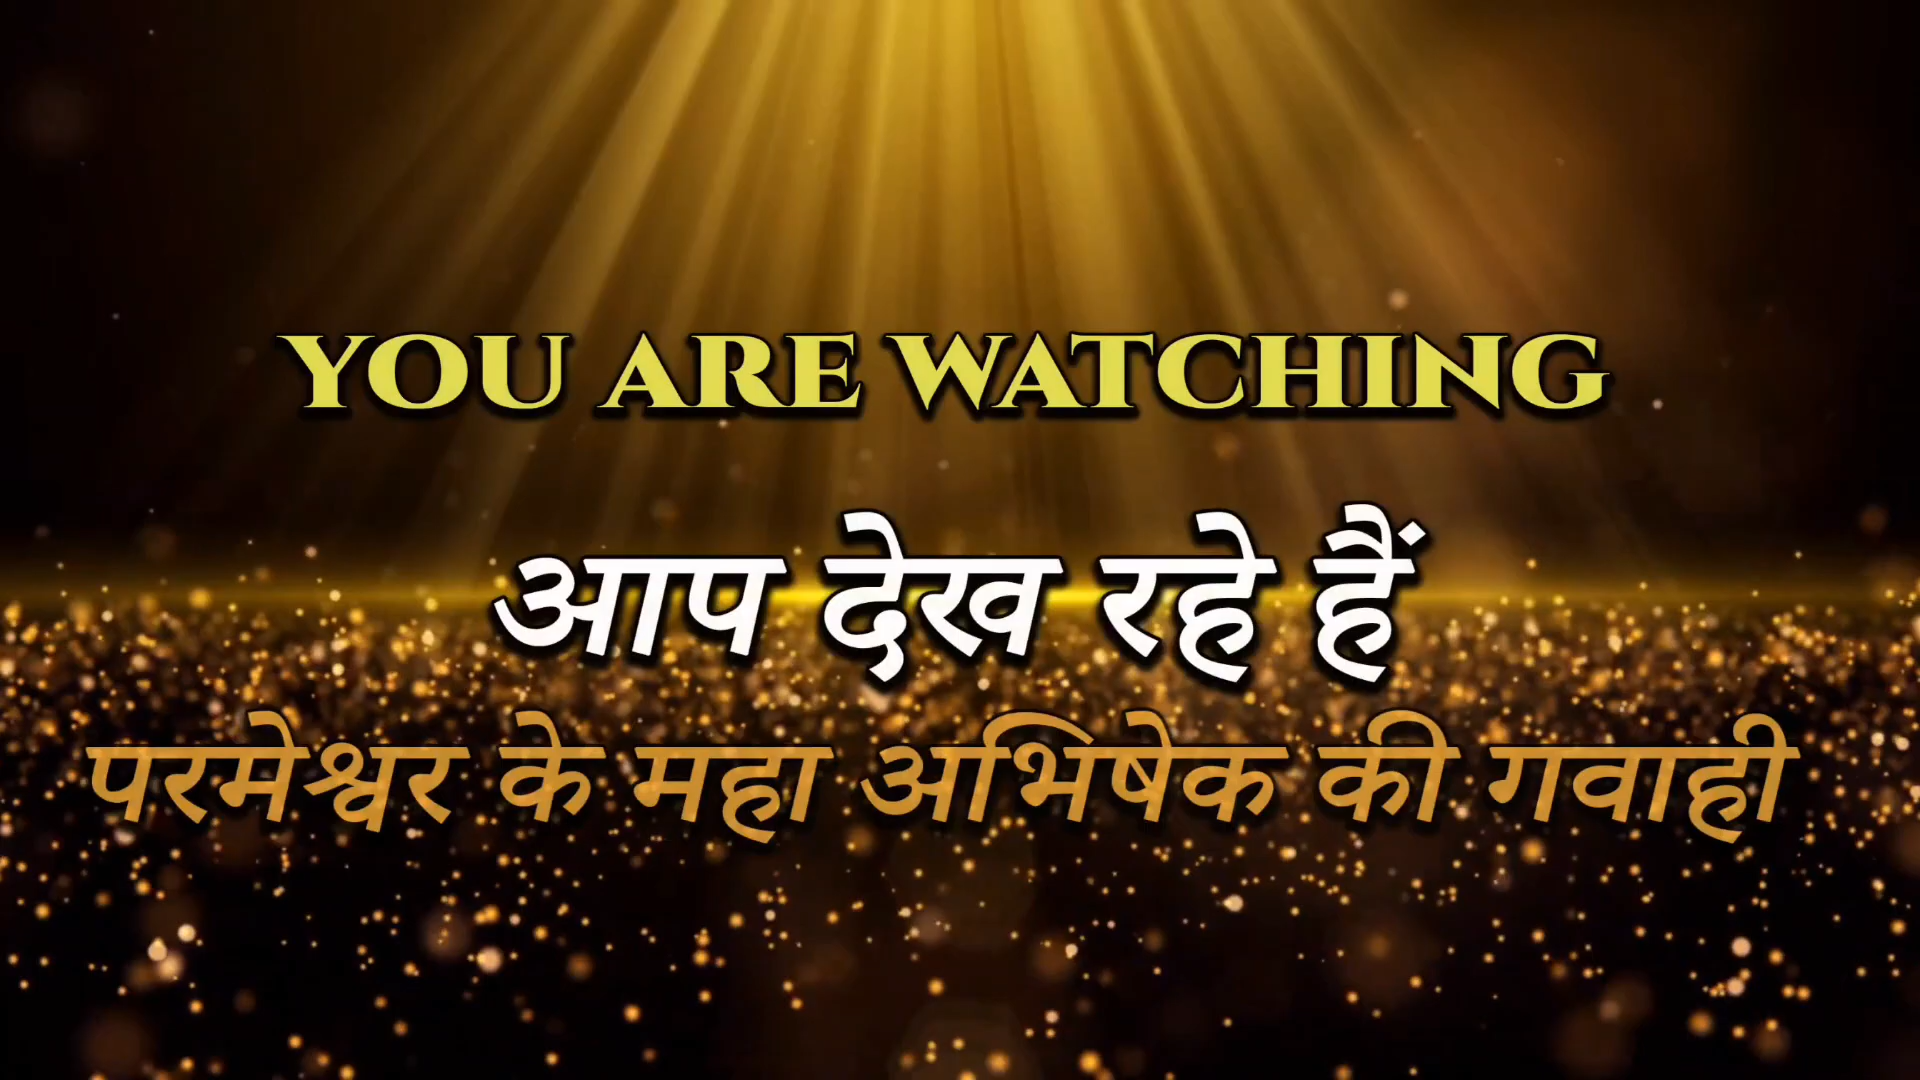 YOU ARE WATCHING
आप देख रहे हैं
परमेश्वर के महा अभिषेक की गवाही